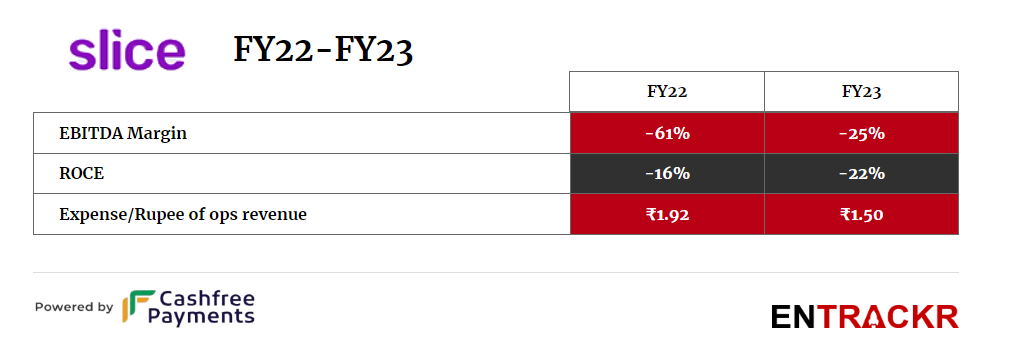 slice FY22-FY23
FY22 FY23
EBITDA Margin -61% -25%
ROCE -16% -22%
Expense/Rupee of ops revenue ₹1.92 ₹1.50
Powered by Cashfree Payments
ENTRACKR